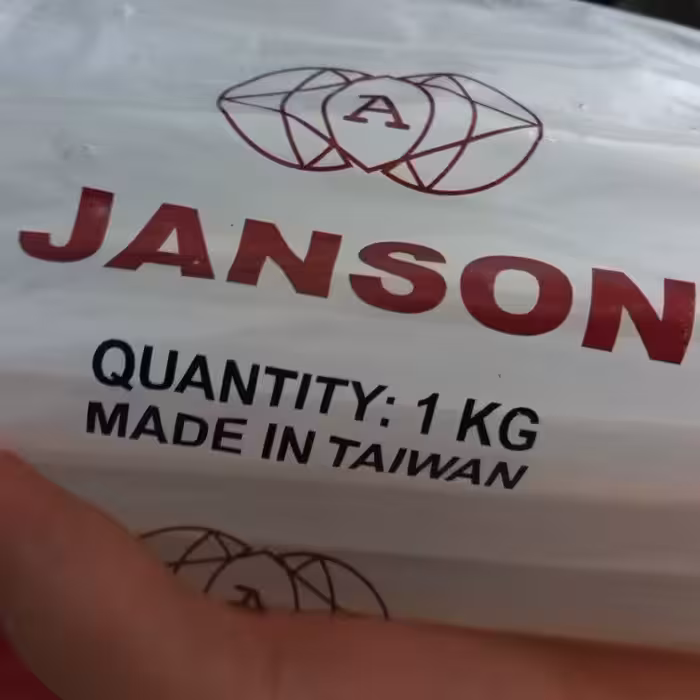 A
JANSON
QUANTITY: 1 KG
MADE IN TAIWAN
A